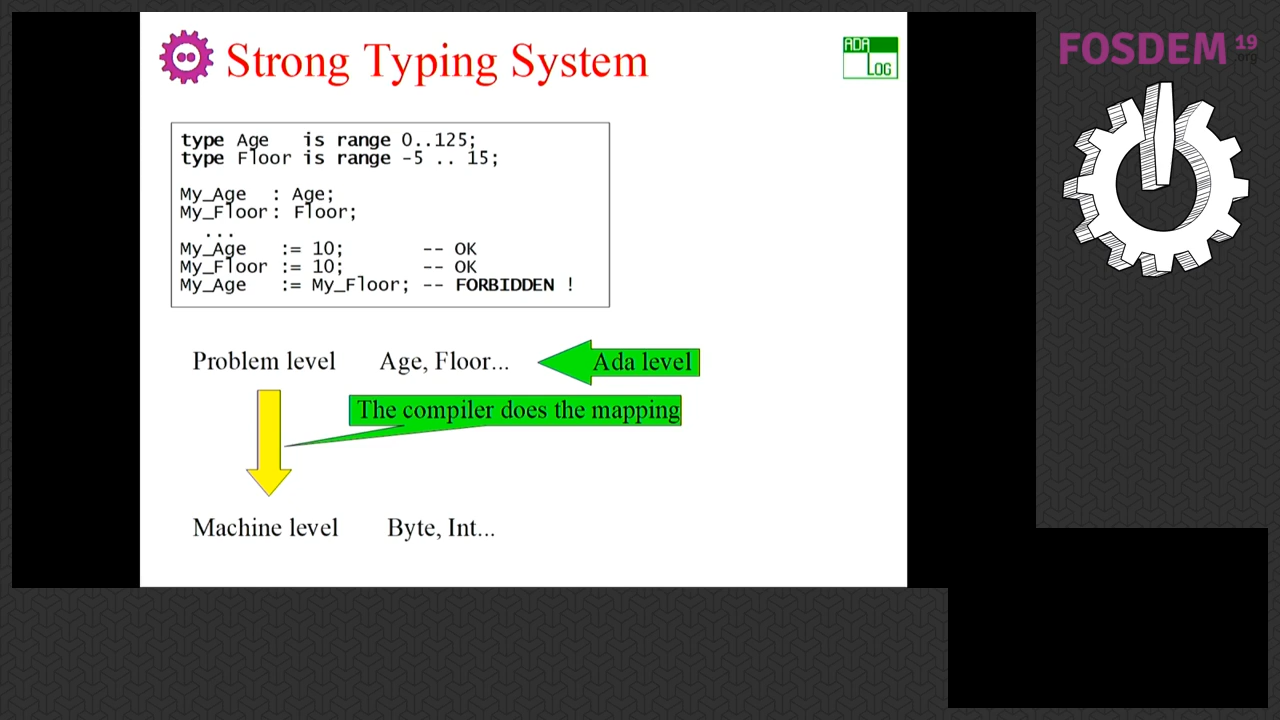 Strong Typing System
ADA
LOG
FOSDEM 19
.org
type Age   is range 0..125;
type Floor is range -5 .. 15;
My_Age   : Age;
My_Floor : Floor;
...
My_Age   := 10;        -- OK
My_Floor := 10;        -- OK
My_Age   := My_Floor; -- FORBIDDEN !
Problem level   Age, Floor...   Ada level
The compiler does the mapping
Machine level   Byte, Int...